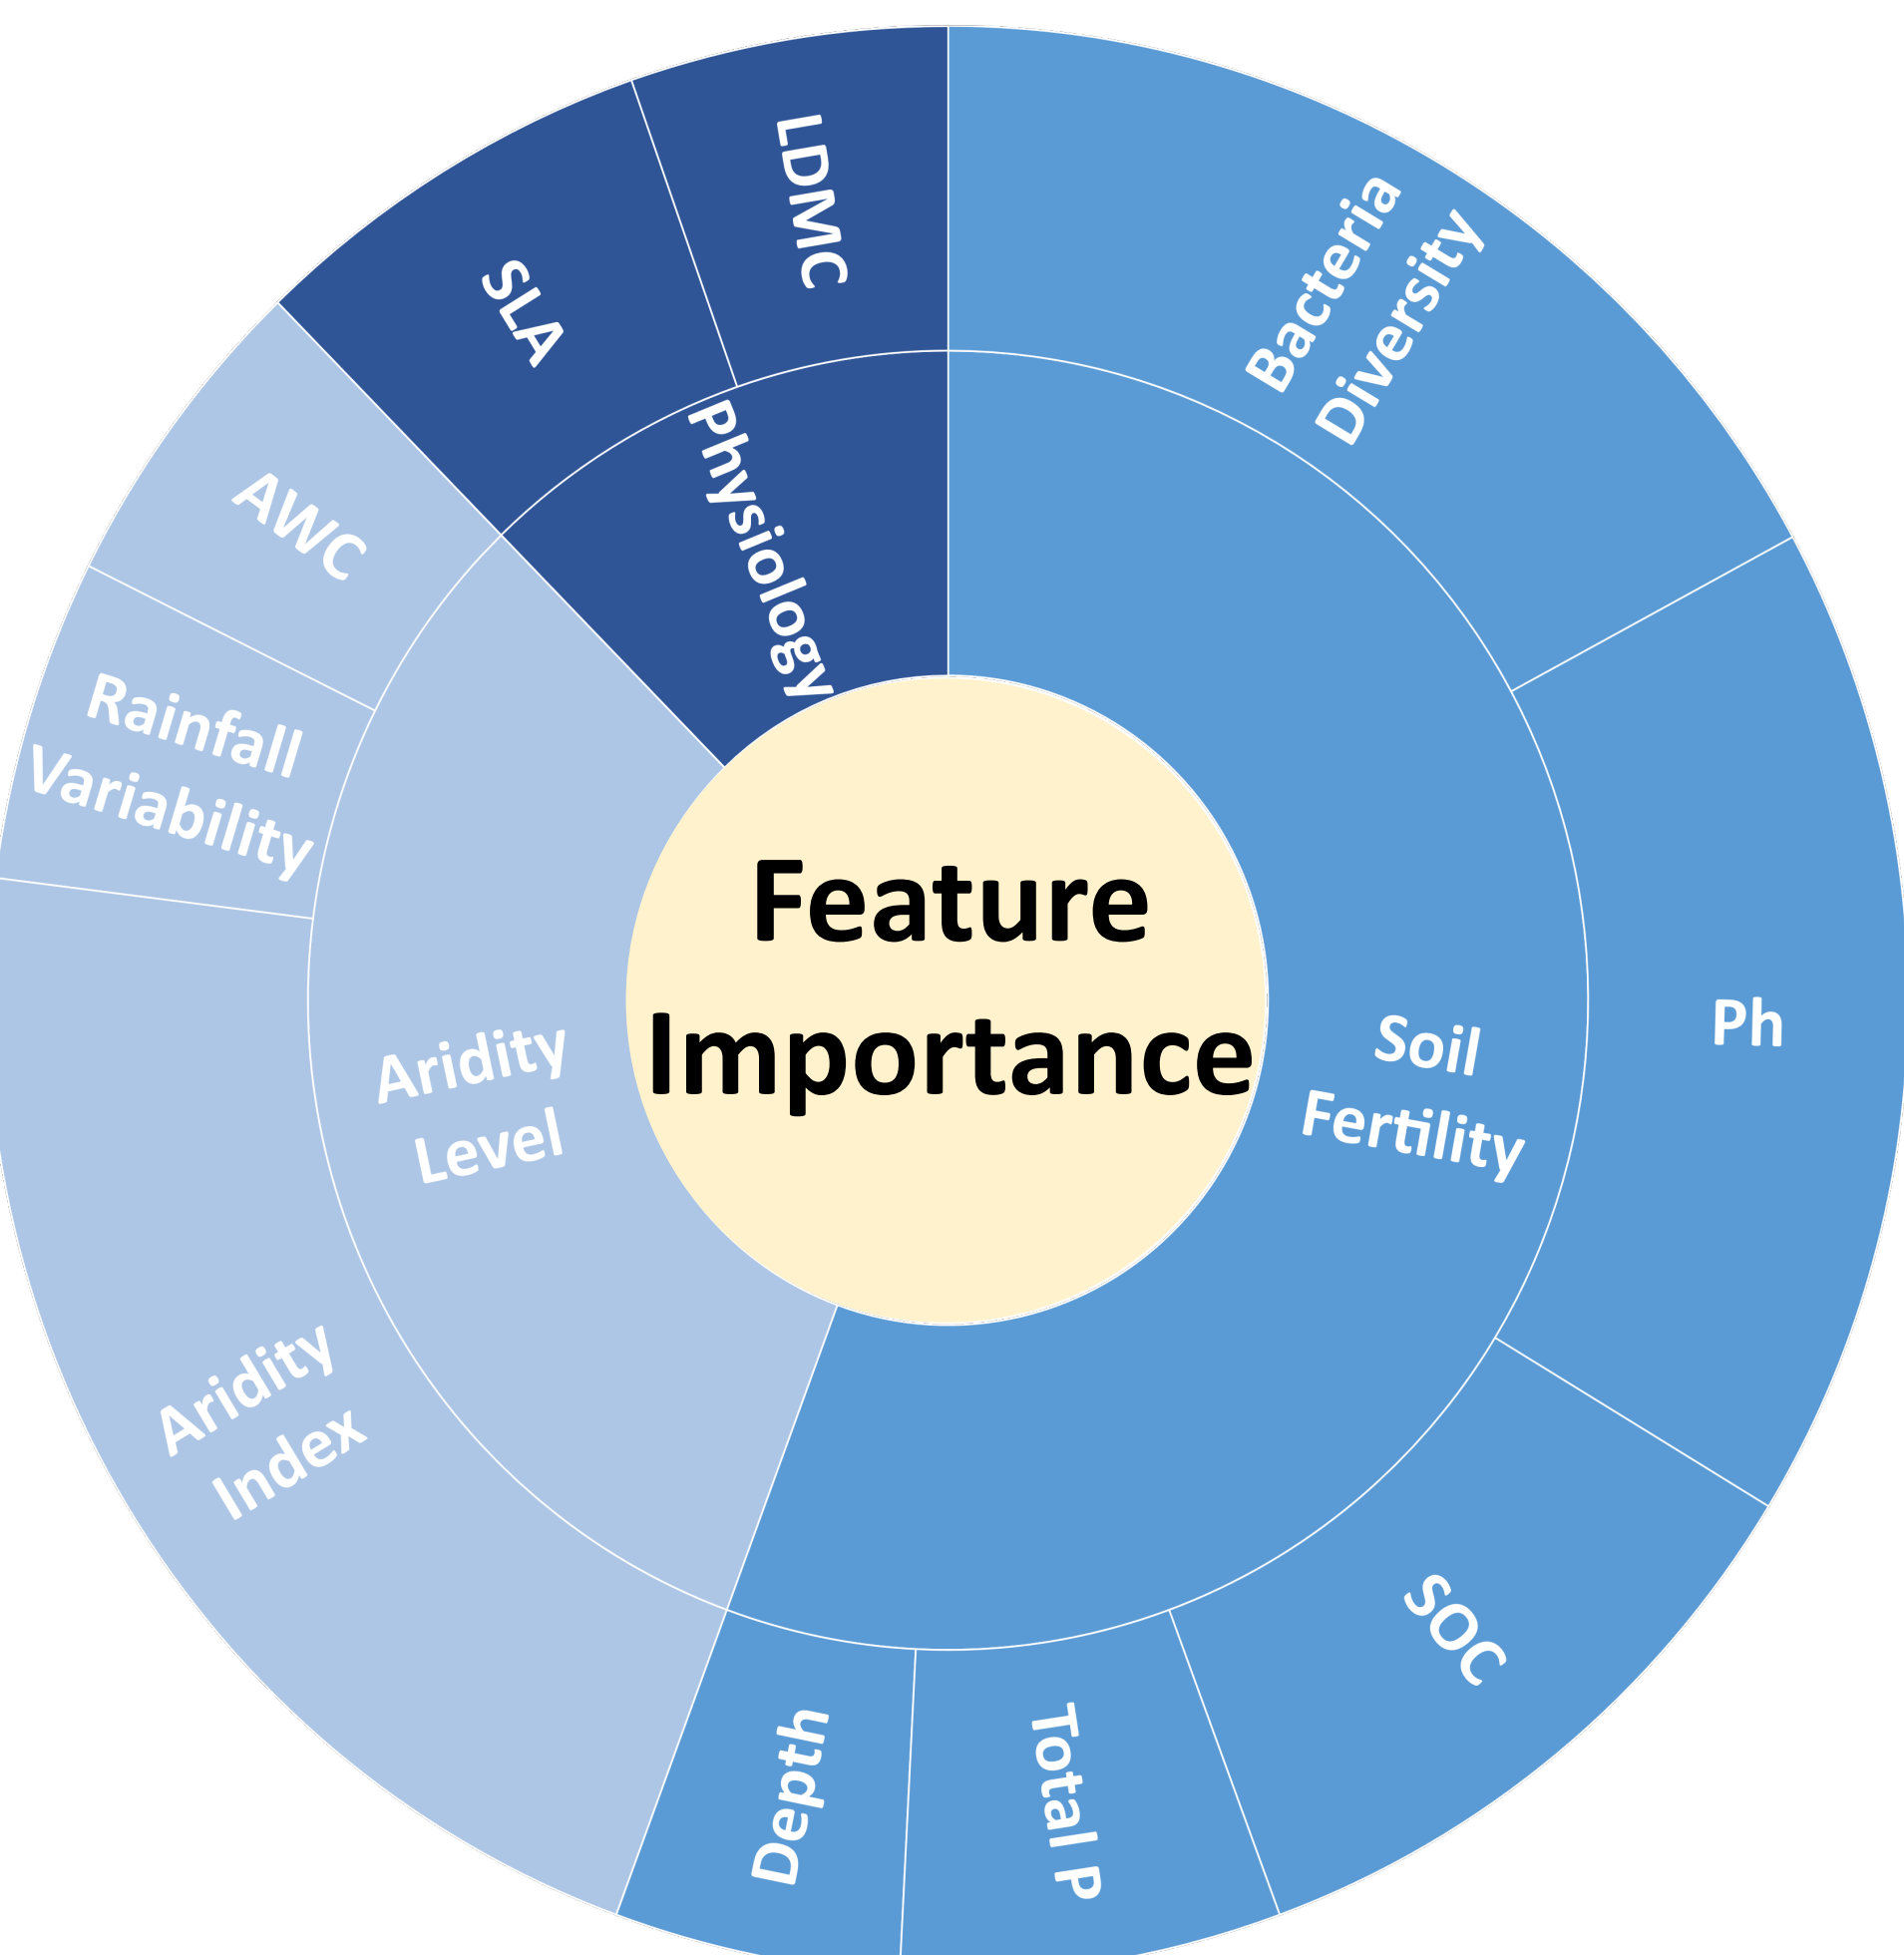 Feature
Importance
Soil
Fertility
Bacteria
Diversity
Ph
SOC
Total P
Depth
Aridity
Level
Aridity
Index
Rainfall
Variability
AWC
Physiology
SLA
LDMC